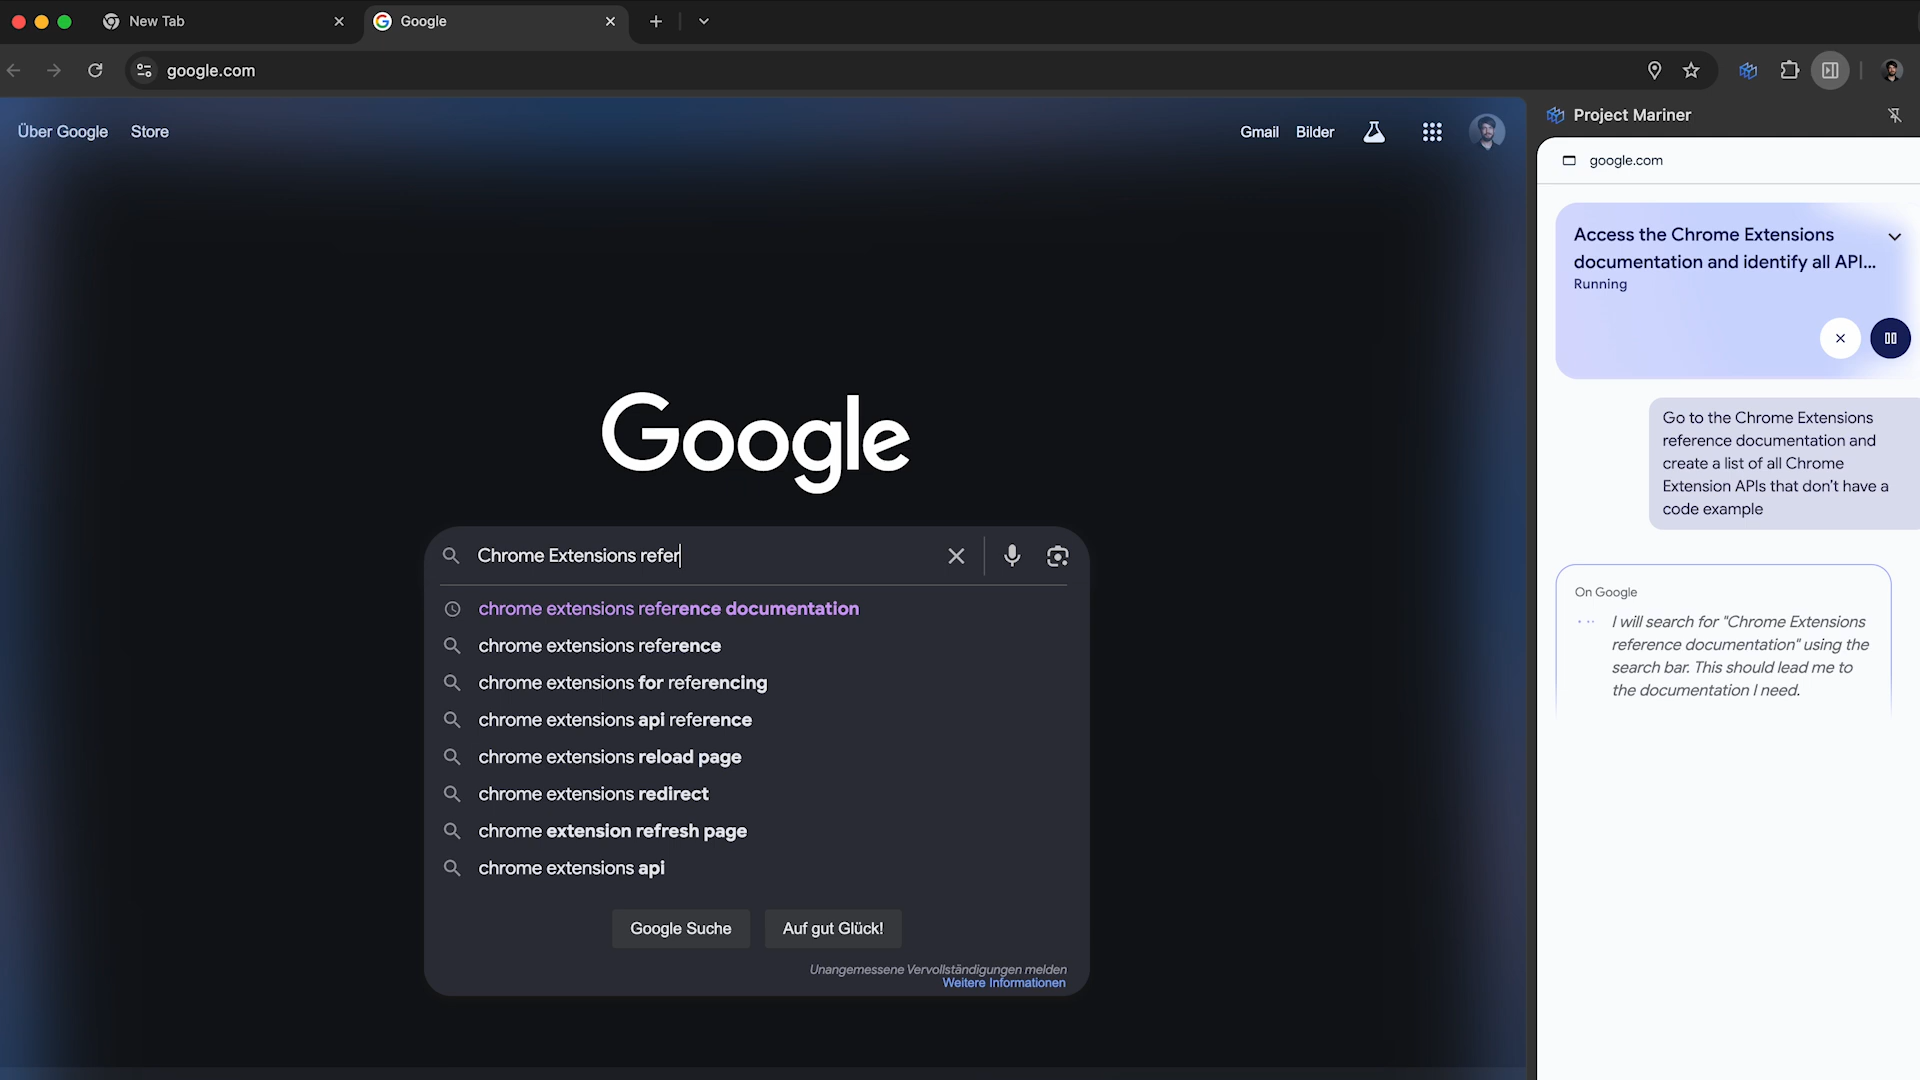 New Tab
Google
google.com
Über Google
Store
Gmail
Bilder
Google
Chrome Extensions refer
chrome extensions reference documentation
chrome extensions reference
chrome extensions for referencing
chrome extensions api reference
chrome extensions reload page
chrome extensions redirect
chrome extension refresh page
chrome extensions api
Google Suche
Auf gut Glück!
Unangemessene Vervollständigungen melden
Weitere Informationen
Project Mariner
google.com
Access the Chrome Extensions
documentation and identify all API...
Running
Go to the Chrome Extensions
reference documentation and
create a list of all Chrome
Extension APIs that don't have a
code example
On Google
I will search for "Chrome Extensions
reference documentation" using the
search bar. This should lead me to
the documentation I need.